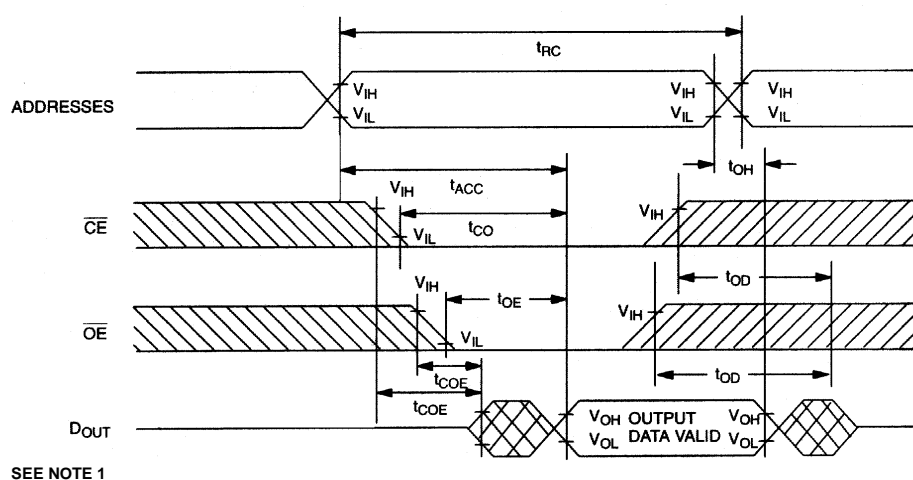 tRC
ADDRESSES
VIH
VIL
VIH
VIL
VIH
VIL
tOH
tACC
CE
VIH
VIL
tCO
VIH
tOD
OE
VIH
VIL
tOE
VIH
tOD
tCOE
tCOE
DOUT
VOH OUTPUT VOH
VOL DATA VALID VOL
SEE NOTE 1